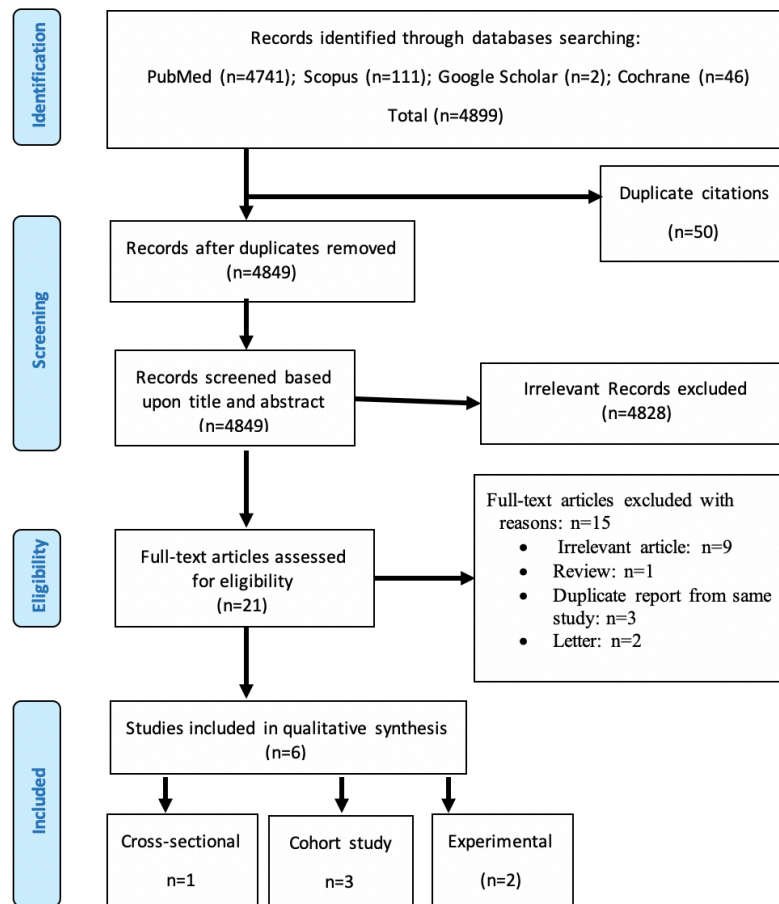 Identification
Records identified through databases searching:
PubMed (n=4741); Scopus (n=111); Google Scholar (n=2); Cochrane (n=46)
Total (n=4899)
Duplicate citations
(n=50)
Screening
Records after duplicates removed
(n=4849)
Records screened based
upon title and abstract
(n=4849)
Irrelevant Records excluded
(n=4828)
Eligibility
Full-text articles assessed
for eligibility
(n=21)
Full-text articles excluded with
reasons: n=15
• Irrelevant article: n=9
• Review: n=1
• Duplicate report from same
study: n=3
• Letter: n=2
Included
Studies included in qualitative synthesis
(n=6)
Cross-sectional
n=1
Cohort study
n=3
Experimental
(n=2)